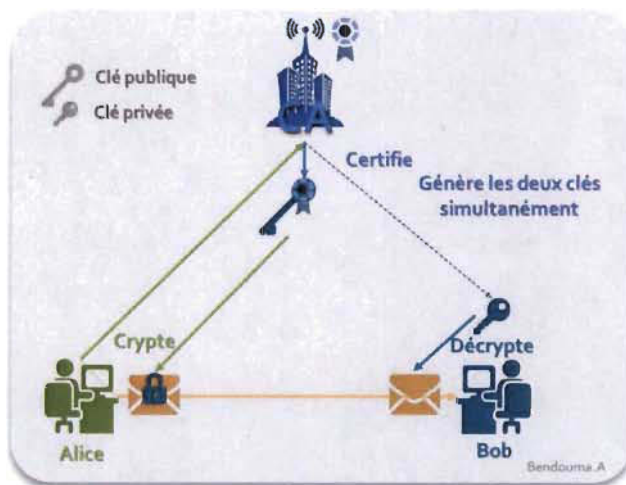 Clé publique
Clé privée
CA
Certifie
Génère les deux clés
simultanément
Crypte
Décrypte
Alice
Bob
Bendouma.A